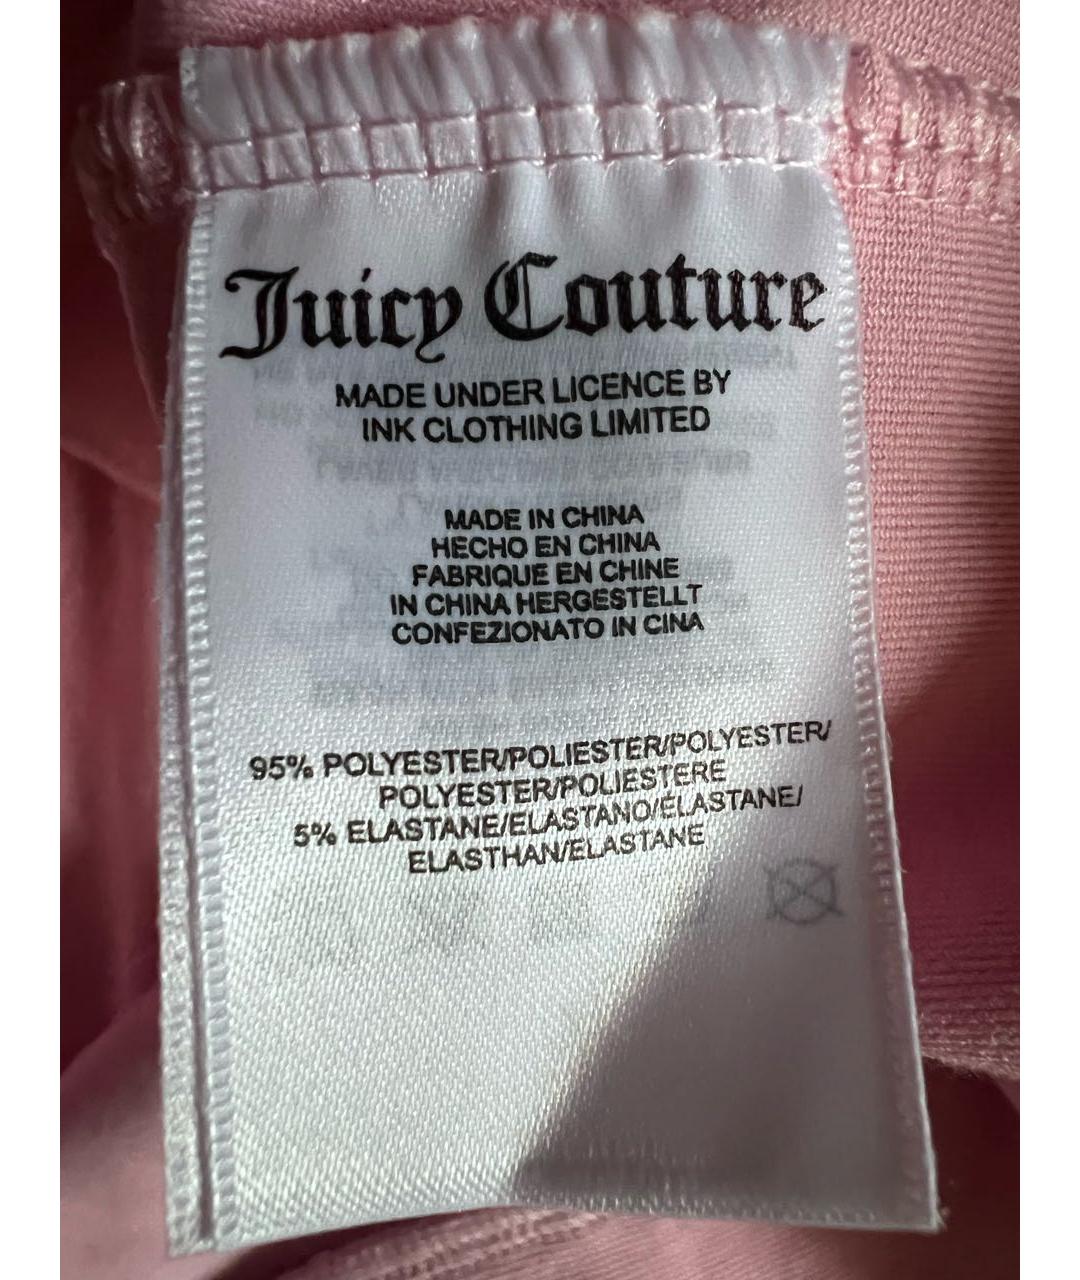 Juicy Couture
MADE UNDER LICENCE BY
INK CLOTHING LIMITED
MADE IN CHINA
HECHO EN CHINA
FABRIQUE EN CHINE
IN CHINA HERGESTELLT
CONFEZIONATO IN CINA
95% POLYESTER/POLIESTER/POLYESTER/
POLYESTER/POLIESTERE
5% ELASTANE/ELASTANO/ÉLASTANE/
ELASTHAN/ELASTANE